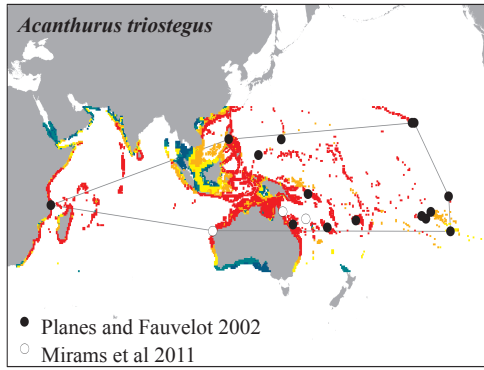 Acanthurus triostegus
Planes and Fauvelot 2002
Mirams et al 2011